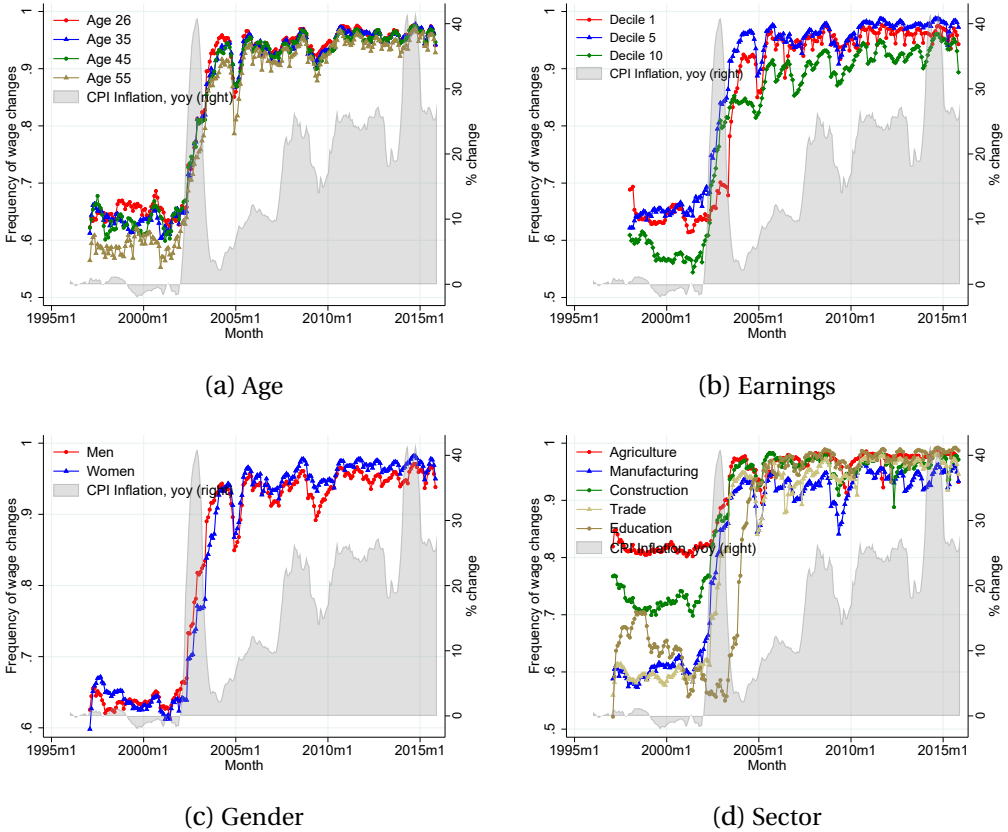 Frequency of wage changes
.5 .6 .7 .8 .9 1
0 10 20 30 40
% change
1995m1 2000m1 2005m1 2010m1 2015m1
Month
Age 26
Age 35
Age 45
Age 55
CPI Inflation, yoy (right)
(a) Age
Frequency of wage changes
.5 .6 .7 .8 .9 1
0 10 20 30 40
% change
1995m1 2000m1 2005m1 2010m1 2015m1
Month
Decile 1
Decile 5
Decile 10
CPI Inflation, yoy (right)
(b) Earnings
Frequency of wage changes
.6 .7 .8 .9 1
0 10 20 30 40
% change
1995m1 2000m1 2005m1 2010m1 2015m1
Month
Men
Women
CPI Inflation, yoy (right)
(c) Gender
Frequency of wage changes
.5 .6 .7 .8 .9 1
0 10 20 30 40
% change
1995m1 2000m1 2005m1 2010m1 2015m1
Month
Agriculture
Manufacturing
Construction
Trade
Education
CPI Inflation, yoy (right)
(d) Sector